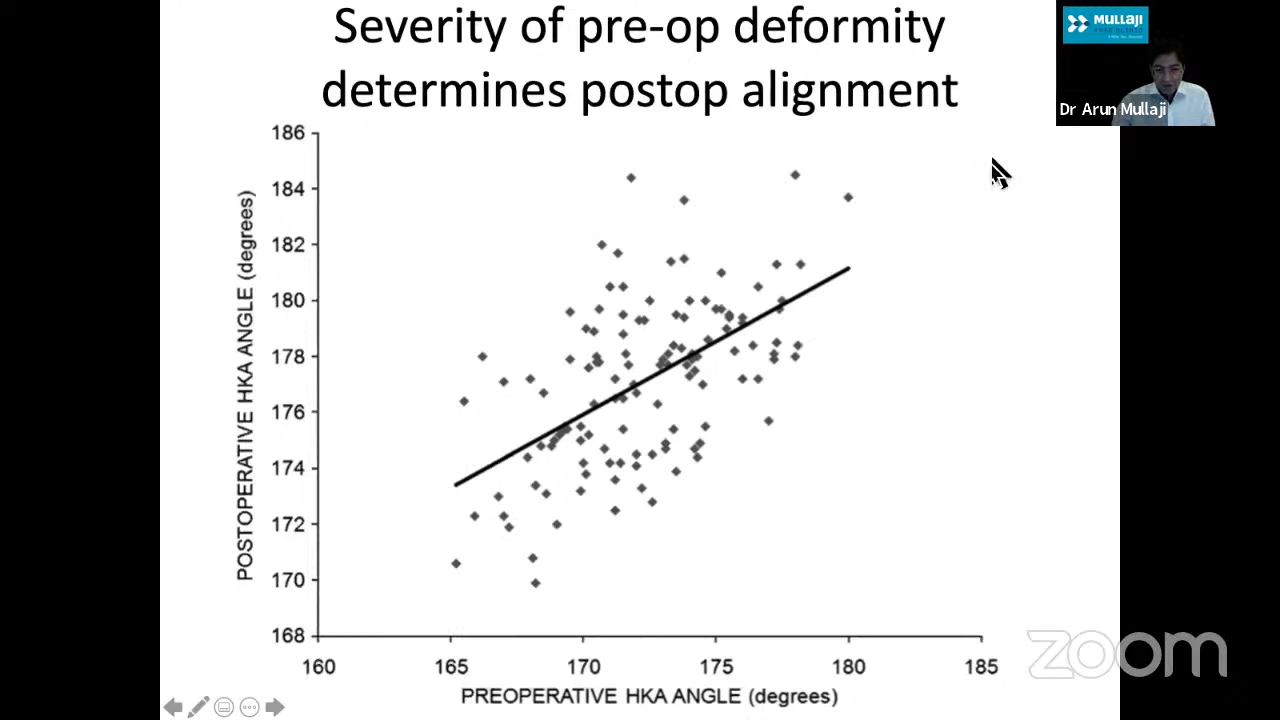 Severity of pre-op deformity
determines postop alignment
MULLAJI
Dr Arun Mullaji
POSTOPERATIVE HKA ANGLE (degrees)
186
184
182
180
178
176
174
172
170
168
160 165 170 175 180 185
PREOPERATIVE HKA ANGLE (degrees)
zoom